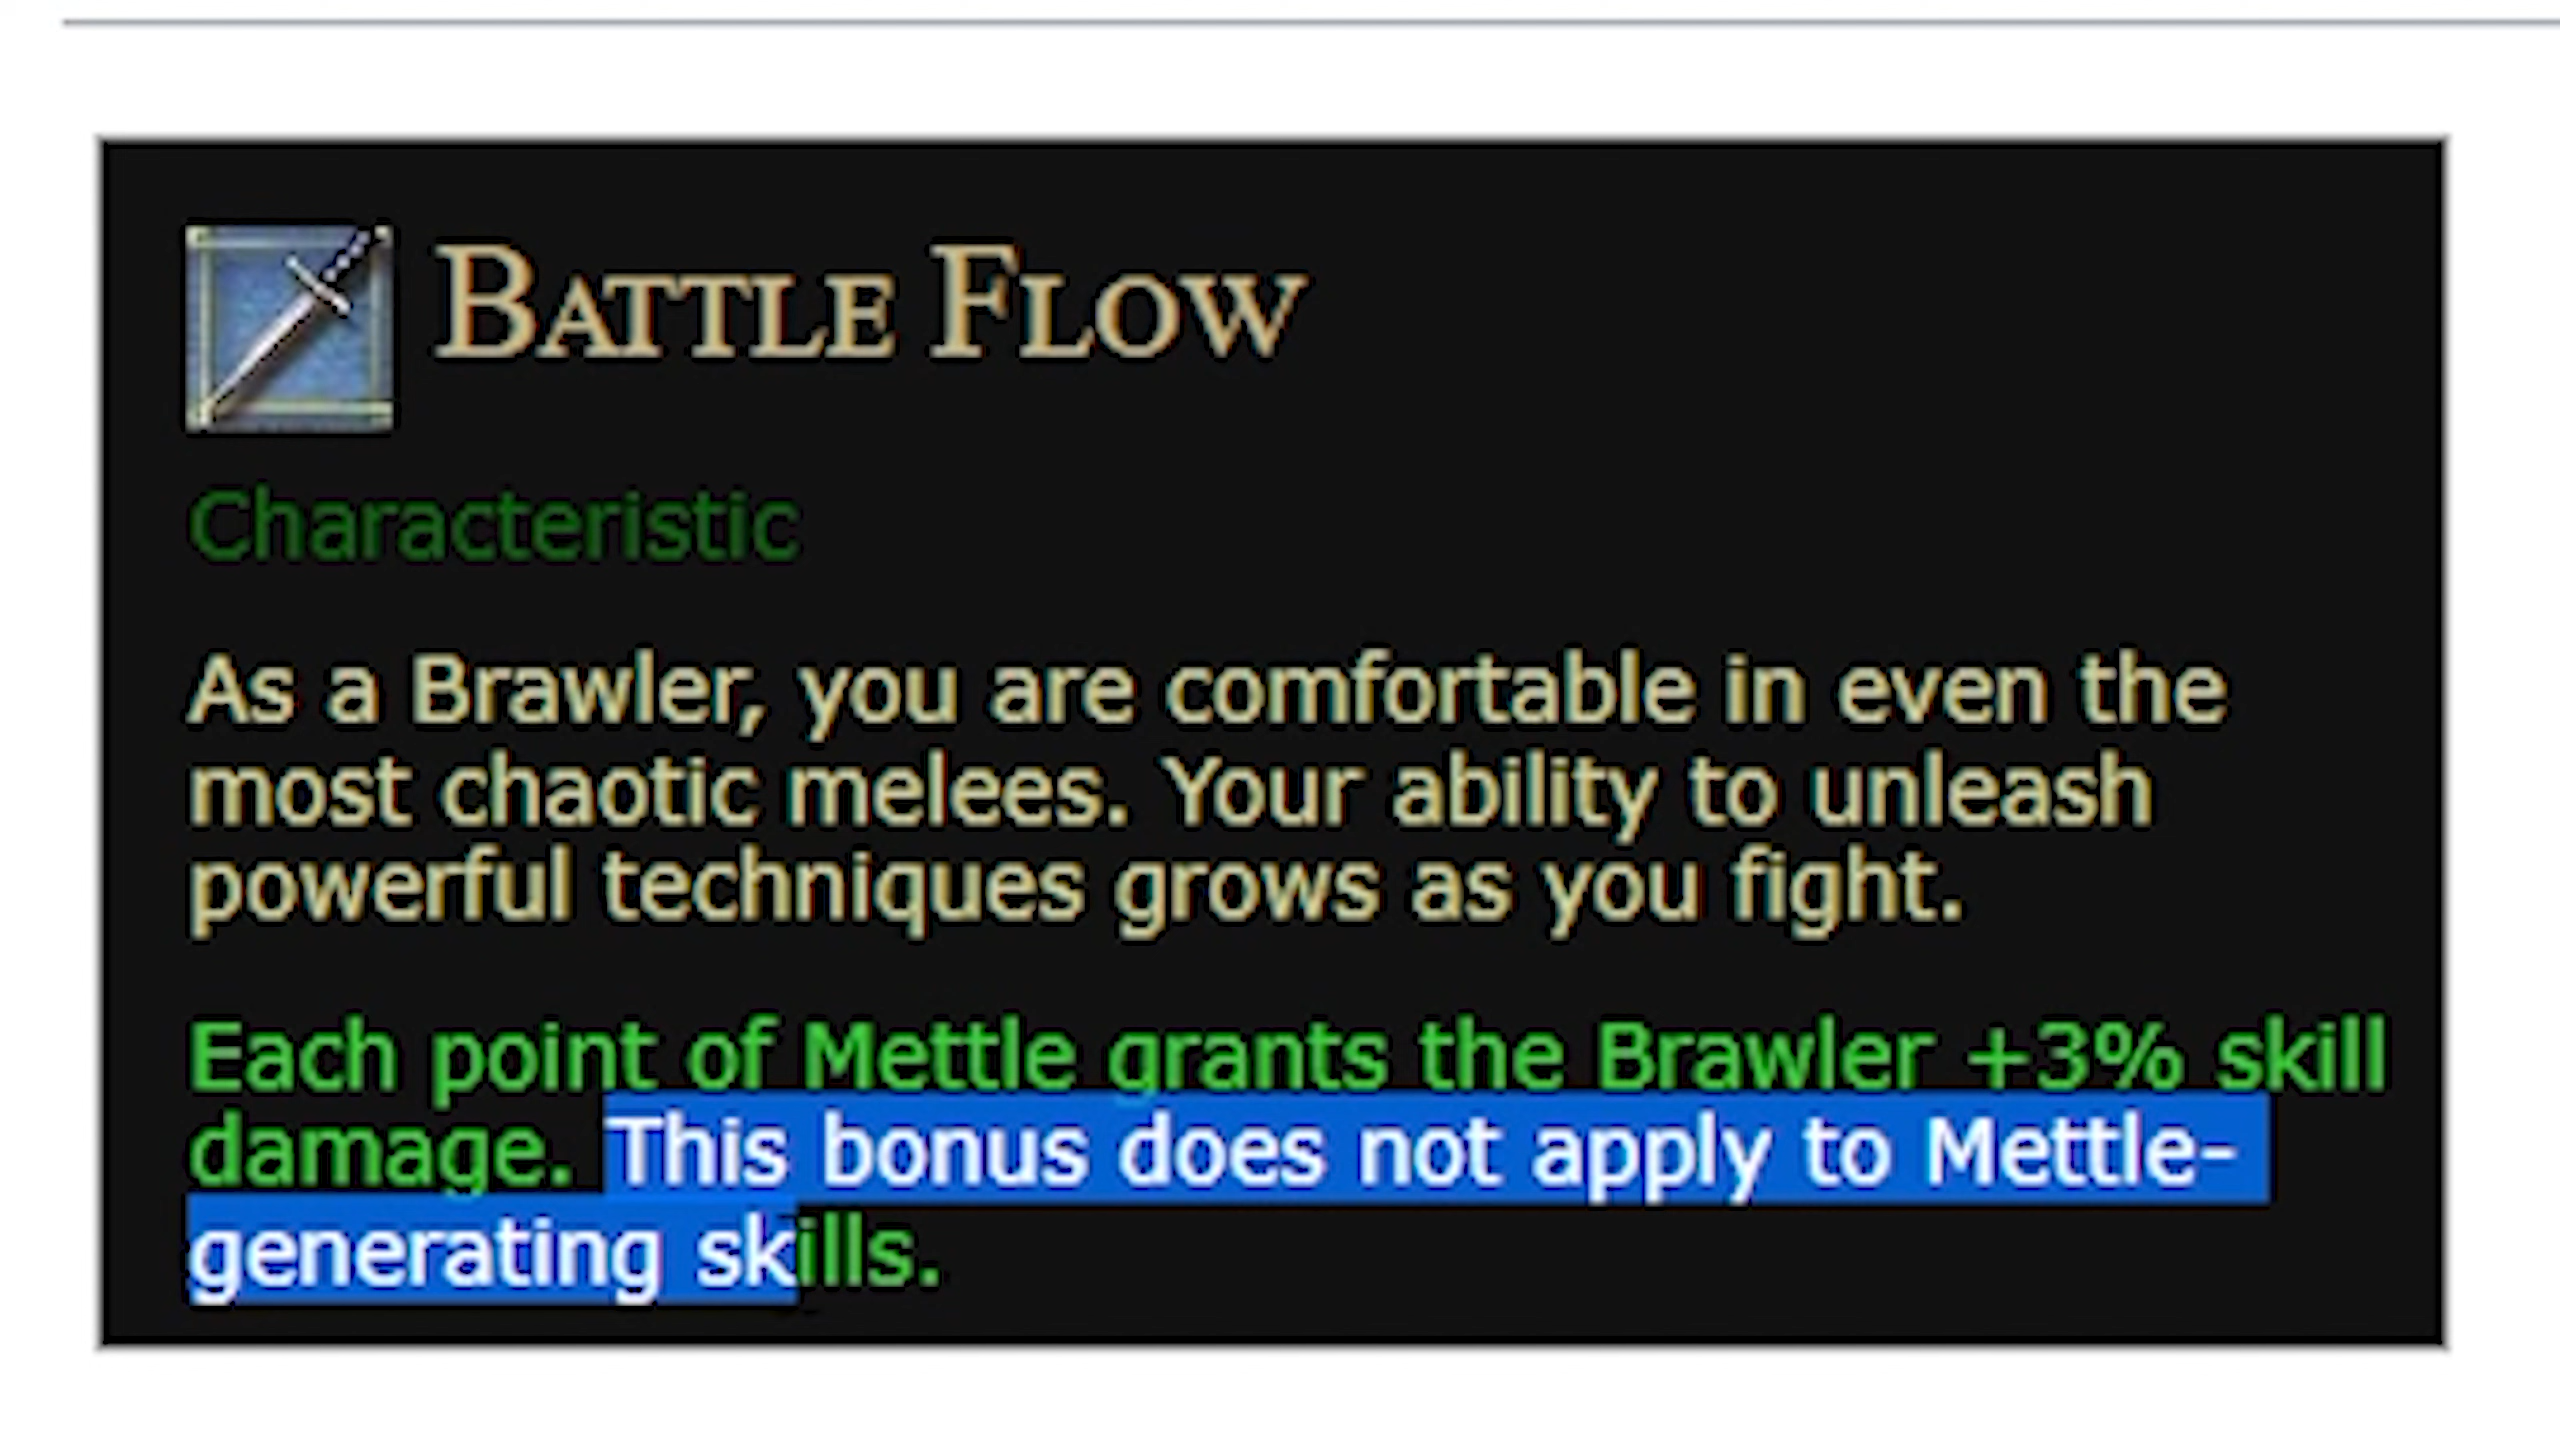 Battle Flow
Characteristic
As a Brawler, you are comfortable in even the
most chaotic melees. Your ability to unleash
powerful techniques grows as you fight.
Each point of Mettle grants the Brawler +3% skill
damage. This bonus does not apply to Mettle-
generating skills.